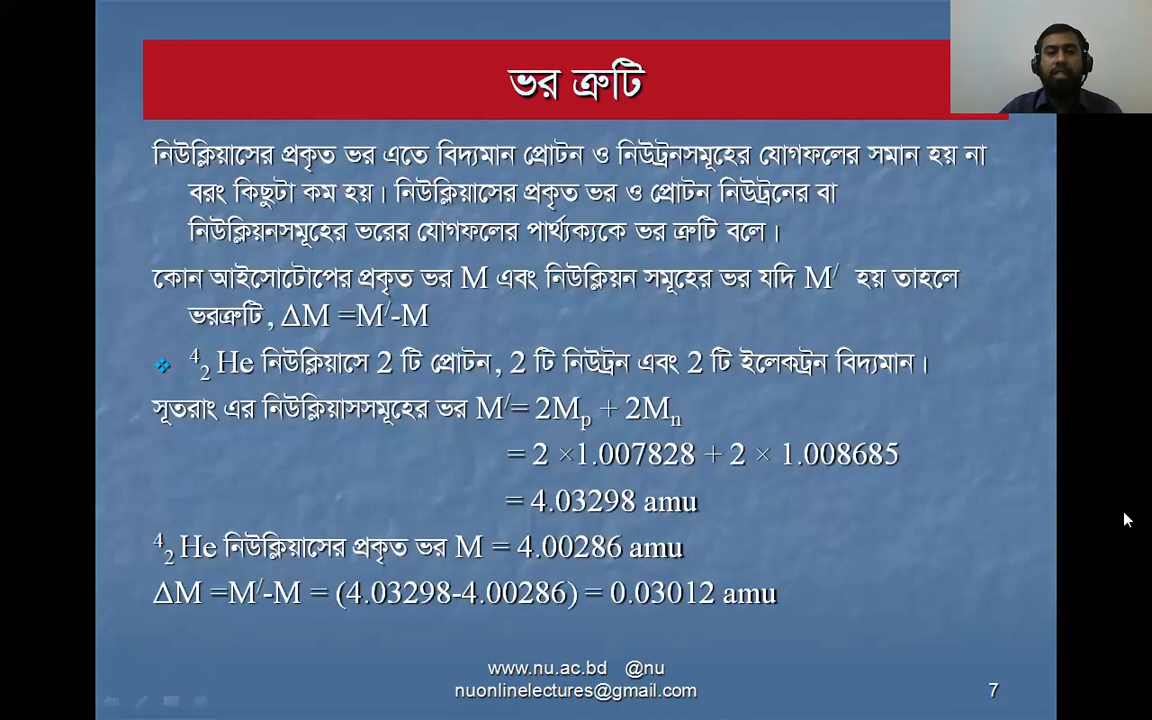 ভর ত্রুটি
নিউক্লিয়াসের প্রকৃত ভর এতে বিদ্যমান প্রোটন ও নিউট্রনসমূহের যোগফলের সমান হয় না
বরং কিছুটা কম হয়। নিউক্লিয়াসের প্রকৃত ভর ও প্রোটন নিউট্রনের বা
নিউক্লিয়নসমূহের ভরের যোগফলের পার্থ্যক্যকে ভর ত্রুটি বলে।
কোন আইসোটোপের প্রকৃত ভর M এবং নিউক্লিয়ন সমূহের ভর যদি M/ হয় তাহলে
ভরত্রুটি, ΔM =M/-M
❖ ⁴₂ He নিউক্লিয়াসে 2 টি প্রোটন, 2 টি নিউট্রন এবং 2 টি ইলেকট্রন বিদ্যমান।
সূতরাং এর নিউক্লিয়াসসমূহের ভর M/= 2Mₚ + 2Mₙ
= 2 ×1.007828 + 2 × 1.008685
= 4.03298 amu
⁴₂ He নিউক্লিয়াসের প্রকৃত ভর M = 4.00286 amu
ΔM =M/-M = (4.03298-4.00286) = 0.03012 amu
www.nu.ac.bd @nu
nuonlinelectures@gmail.com
7